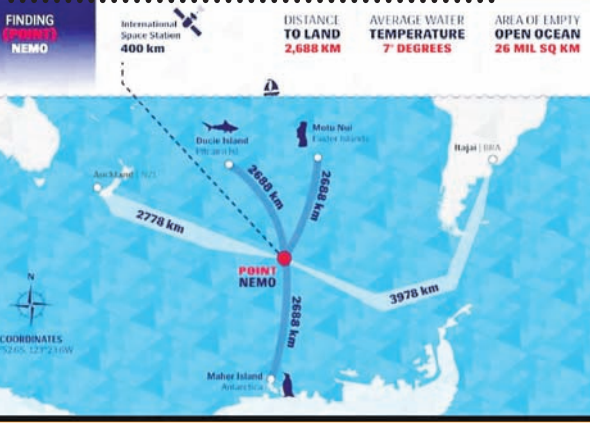 FINDING
(POINT)
NEMO
International
Space Station
400 km
DISTANCE
TO LAND
2,688 KM
AVERAGE WATER
TEMPERATURE
7° DEGREES
AREA OF EMPTY
OPEN OCEAN
26 MIL SQ KM
Ducie Island
Pitcairn Isl
Motu Nui
Easter Islands
Itajai | BRA
Auckland | NZL
2688 km
2688 km
2778 km
POINT
NEMO
3978 km
2688 km
N
COORDINATES
Maher Island
Antarctica